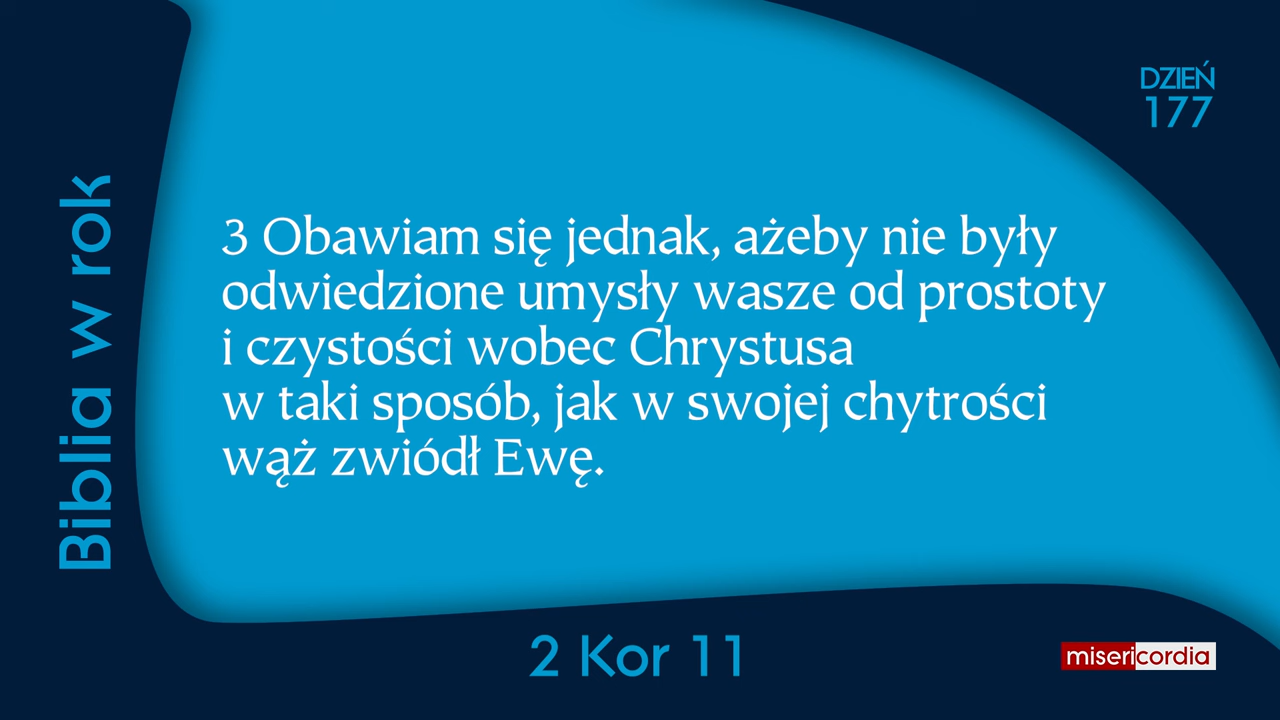 DZIEŃ
177
Biblia w rok
3 Obawiam się jednak, ażeby nie były
odwiedzione umysły wasze od prostoty
i czystości wobec Chrystusa
w taki sposób, jak w swojej chytrości
wąż zwiódł Ewę.
2 Kor 11
misericordia